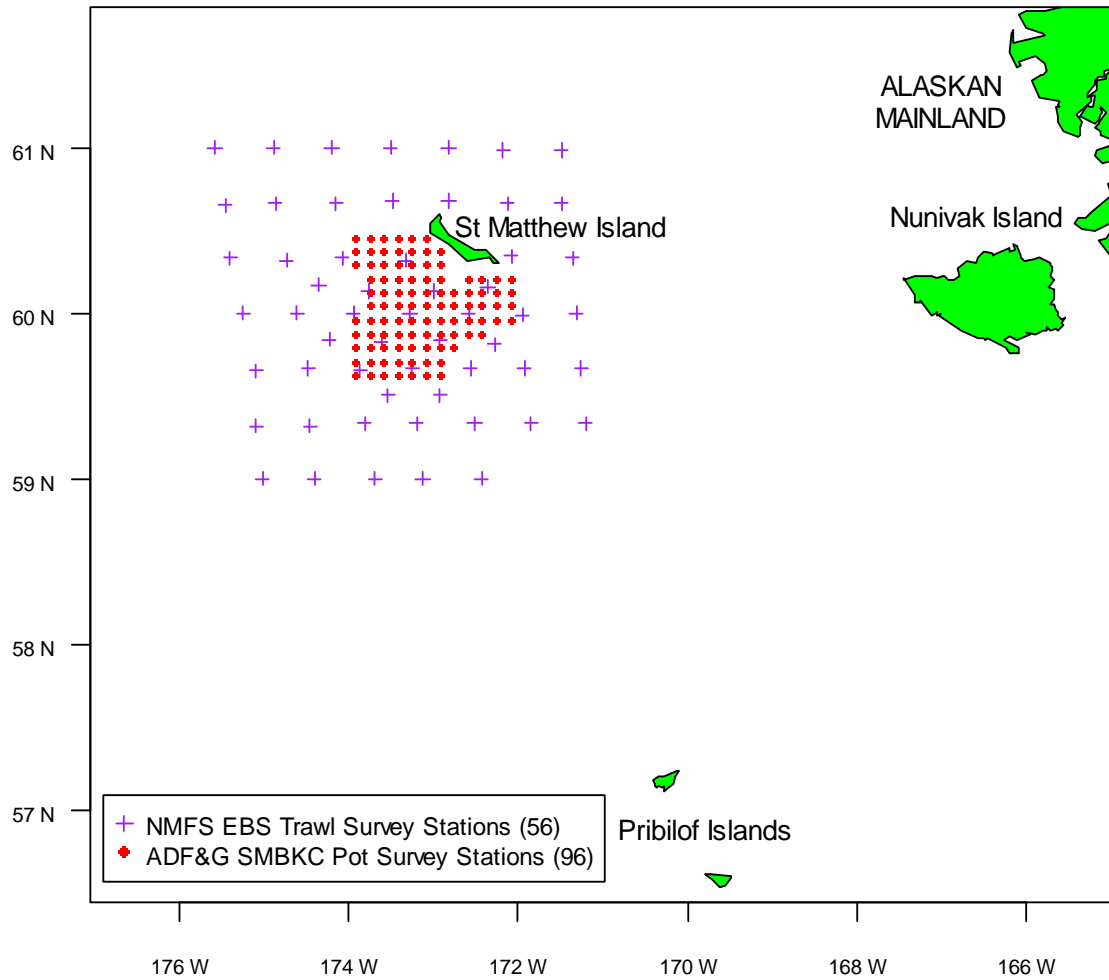 ALASKAN
MAINLAND
61 N
Nunivak Island
St Matthew Island
60 N
59 N
58 N
57 N
NMFS EBS Trawl Survey Stations (56)
ADF&G SMBKC Pot Survey Stations (96)
Pribilof Islands
176 W
174 W
172 W
170 W
168 W
166 W